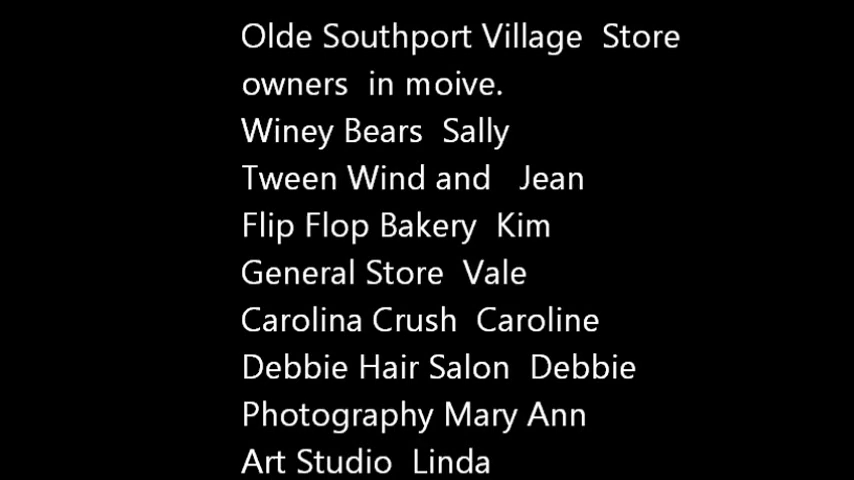 Olde Southport Village  Store
owners  in moive.
Winey Bears  Sally
Tween Wind and   Jean
Flip Flop Bakery  Kim
General Store  Vale
Carolina Crush  Caroline
Debbie Hair Salon  Debbie
Photography Mary Ann
Art Studio  Linda